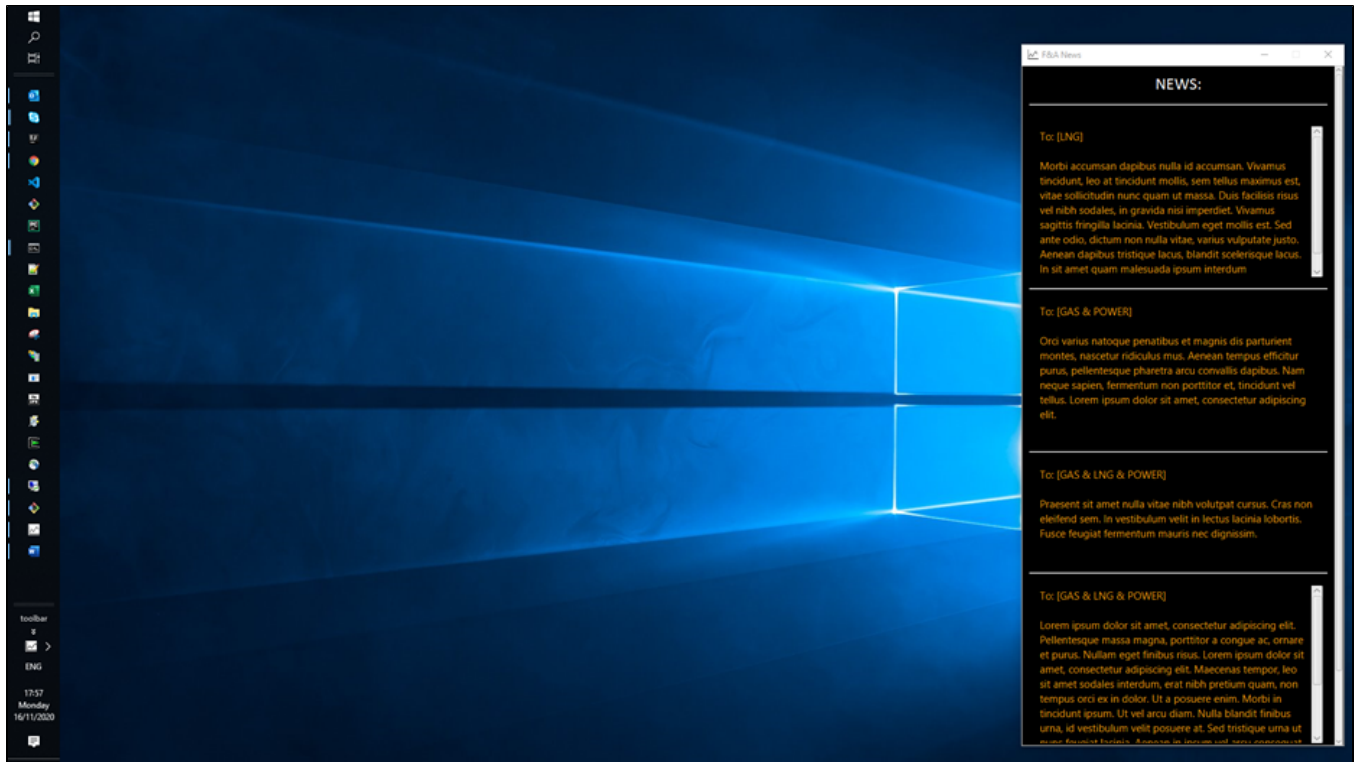 F&A News
NEWS:
To: [LNG]
Morbi accumsan dapibus nulla id accumsan. Vivamus
tincidunt, leo at tincidunt mollis, sem tellus maximus est,
vitae sollicitudin nunc quam ut massa. Duis facilisis risus
vel nibh sodales, in gravida nisi imperdiet. Vivamus
sagittis fringilla lacinia. Vestibulum eget mollis est. Sed
ante odio, dictum non nulla vitae, varius vulputate justo.
Aenean dapibus tristique lacus, blandit scelerisque lacus.
In sit amet quam malesuada ipsum interdum
To: [GAS & POWER]
Orci varius natoque penatibus et magnis dis parturient
montes, nascetur ridiculus mus. Aenean tempus efficitur
purus, pellentesque pharetra arcu convallis dapibus. Nam
neque sapien, fermentum non porttitor et, tincidunt vel
tellus. Lorem ipsum dolor sit amet, consectetur adipiscing
elit.
To: [GAS & LNG & POWER]
Praesent sit amet nulla vitae nibh volutpat cursus. Cras non
eleifend sem. In vestibulum velit in lectus lacinia lobortis.
Fusce feugiat fermentum mauris nec dignissim.
To: [GAS & LNG & POWER]
Lorem ipsum dolor sit amet, consectetur adipiscing elit.
Pellentesque massa magna, porttitor a congue ac, ornare
et purus. Nullam eget finibus risus. Lorem ipsum dolor sit
amet, consectetur adipiscing elit. Maecenas tempor, leo
sit amet sodales interdum, erat nibh pretium quam, non
tempus orci ex in dolor. Ut a posuere enim. Morbi in
tincidunt ipsum. Ut vel arcu diam. Nulla blandit finibus
urna, id vestibulum velit posuere at. Sed tristique urna ut
nunc feugiat lacinia. Aenean in ipsum vel arcu consequat
toolbar
ENG
17:57
Monday
16/11/2020